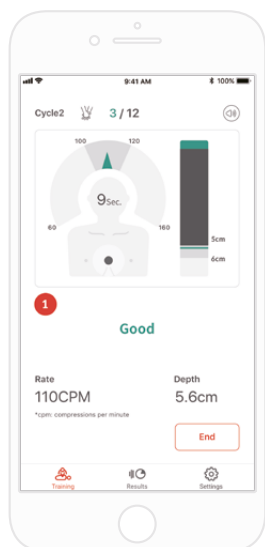 9:41 AM
100%
Cycle2 3 / 12
100 120
9Sec.
60 160
5cm
6cm
1
Good
Rate Depth
110CPM 5.6cm
*cpm: compressions per minute
End
Training Results Settings